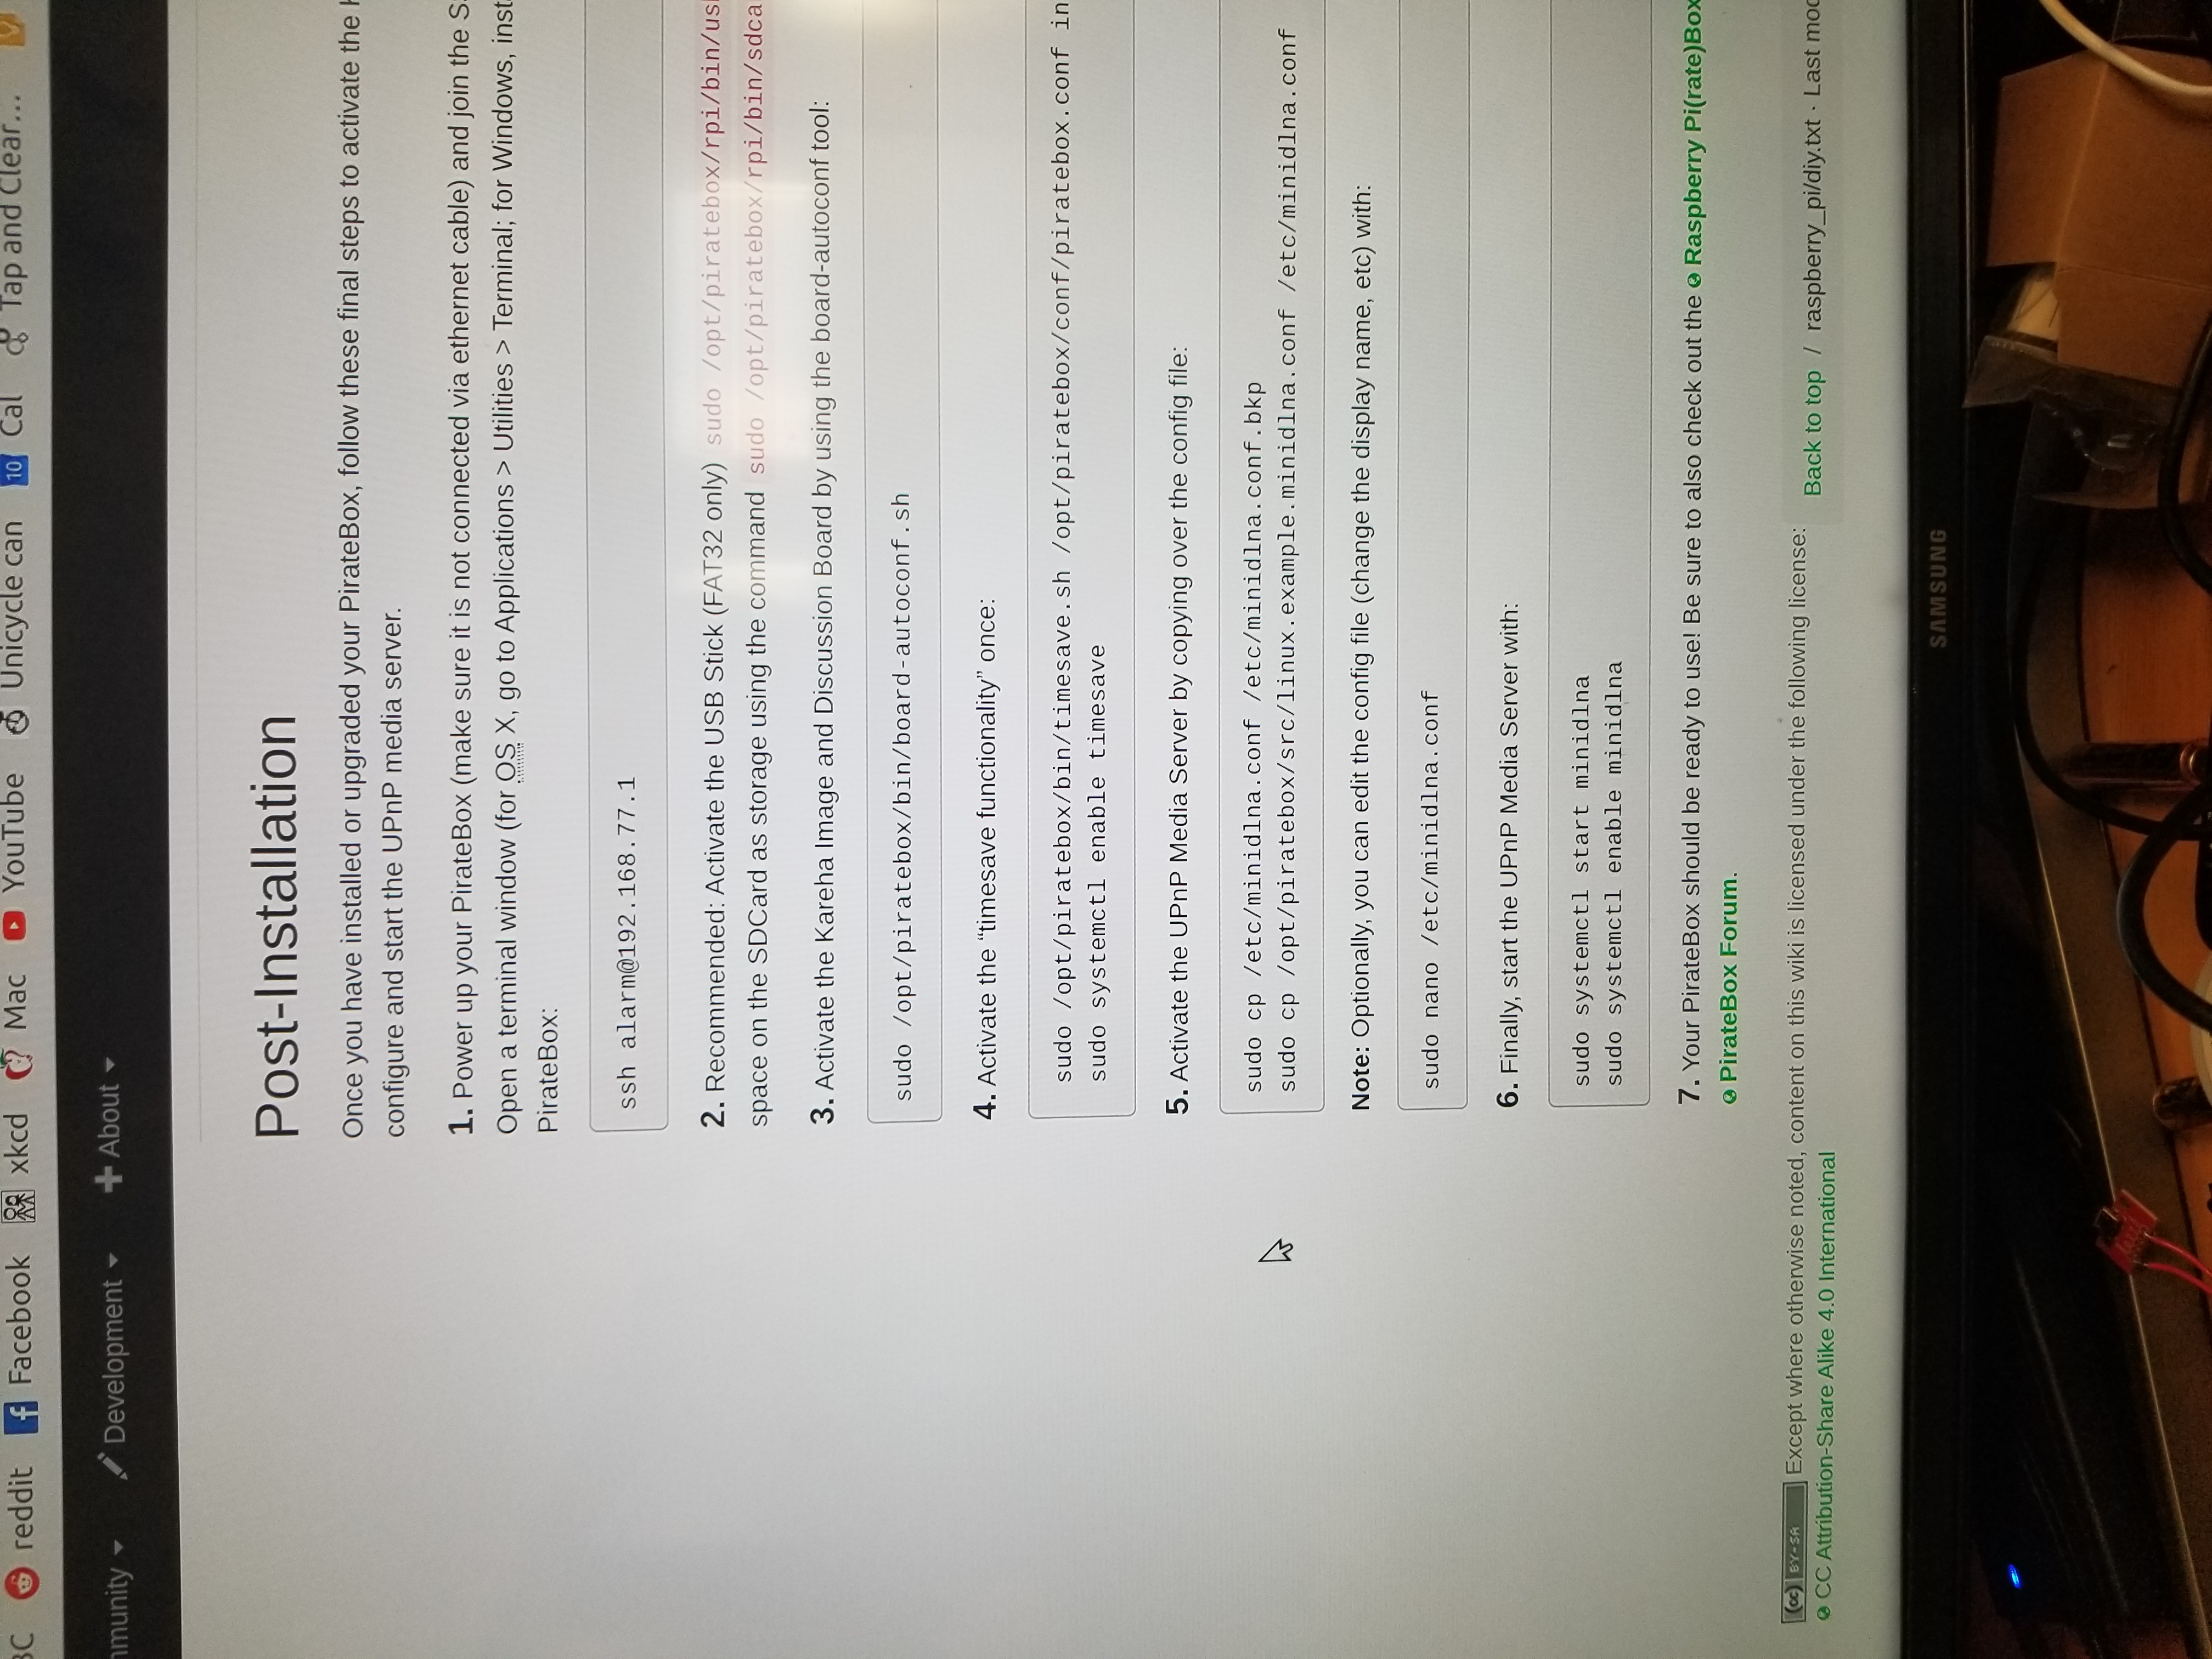 reddit Facebook xkcd Mac YouTube Unicycle can 10 Cal Tap and Clear...
Development About
Post-Installation
Once you have installed or upgraded your PirateBox, follow these final steps to activate the
configure and start the UPnP media server.
1. Power up your PirateBox (make sure it is not connected via ethernet cable) and join the
Open a terminal window (for OS X, go to Applications > Utilities > Terminal; for Windows,
PirateBox:
ssh alarm@192.168.77.1
2. Recommended: Activate the USB Stick (FAT32 only) sudo /opt/piratebox/rpi/bin/us
space on the SDCard as storage using the command sudo /opt/piratebox/rpi/bin/sdca
3. Activate the Kareha Image and Discussion Board by using the board-autoconf tool:
sudo /opt/piratebox/bin/board-autoconf.sh
4. Activate the “timesave functionality” once:
sudo /opt/piratebox/bin/timesave.sh /opt/piratebox/conf/piratebox.conf in
sudo systemctl enable timesave
5. Activate the UPnP Media Server by copying over the config file:
sudo cp /etc/minidlna.conf /etc/minidlna.conf.bkp
sudo cp /opt/piratebox/src/linux.example.minidlna.conf /etc/minidlna.conf
Note: Optionally, you can edit the config file (change the display name, etc) with:
sudo nano /etc/minidlna.conf
6. Finally, start the UPnP Media Server with:
sudo systemctl start minidlna
sudo systemctl enable minidlna
7. Your PirateBox should be ready to use! Be sure to also check out the Raspberry Pi(rate)Box
PirateBox Forum.
(cc) BY-SA Except where otherwise noted, content on this wiki is licensed under the following license:
CC Attribution-Share Alike 4.0 International
Back to top / raspberry_pi/diy.txt · Last mod
SAMSUNG